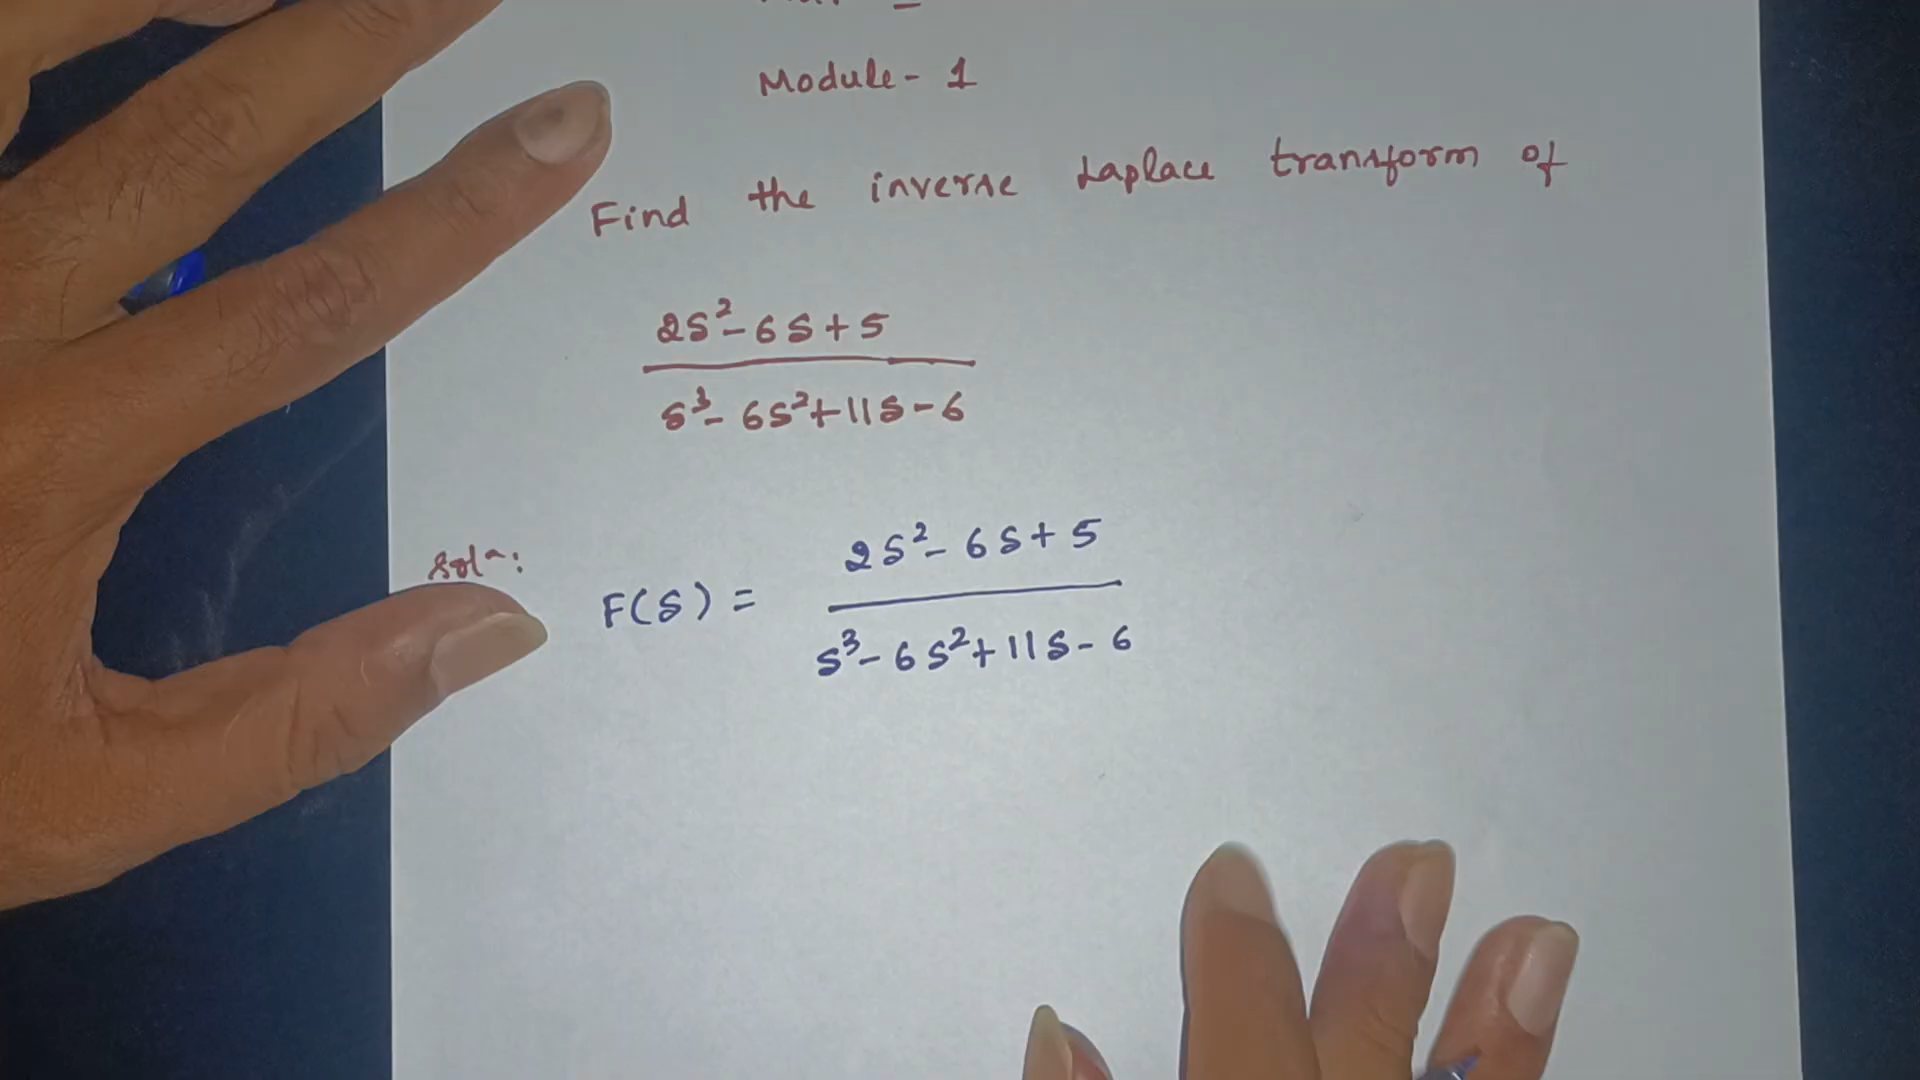 Module - 1
Find the inverse Laplace transform of
2S²- 6S + 5
S³- 6S²+ 11S - 6
Solⁿ:
F(S) =
2S²- 6S + 5
S³- 6S²+ 11S - 6